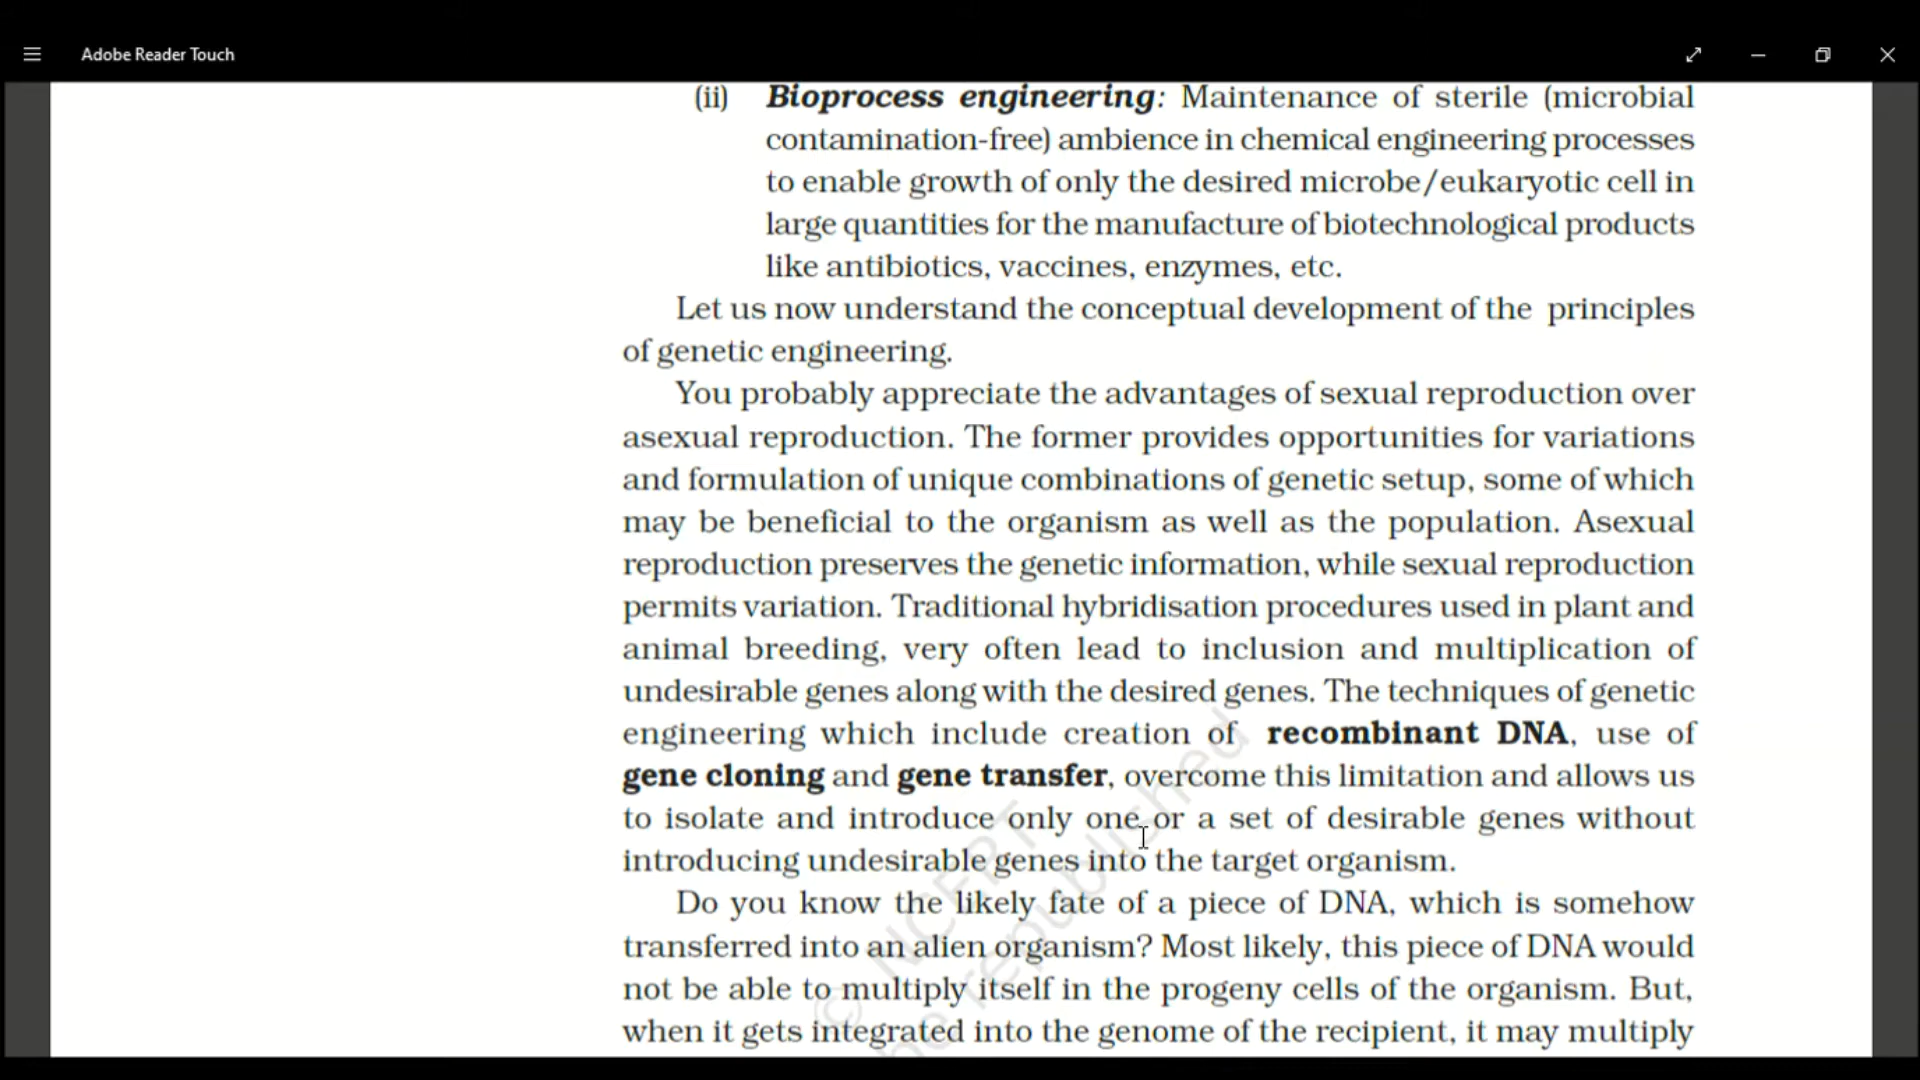 Adobe Reader Touch
(ii) Bioprocess engineering: Maintenance of sterile (microbial
contamination-free) ambience in chemical engineering processes
to enable growth of only the desired microbe/eukaryotic cell in
large quantities for the manufacture of biotechnological products
like antibiotics, vaccines, enzymes, etc.
Let us now understand the conceptual development of the principles
of genetic engineering.
You probably appreciate the advantages of sexual reproduction over
asexual reproduction. The former provides opportunities for variations
and formulation of unique combinations of genetic setup, some of which
may be beneficial to the organism as well as the population. Asexual
reproduction preserves the genetic information, while sexual reproduction
permits variation. Traditional hybridisation procedures used in plant and
animal breeding, very often lead to inclusion and multiplication of
undesirable genes along with the desired genes. The techniques of genetic
engineering which include creation of recombinant DNA, use of
gene cloning and gene transfer, overcome this limitation and allows us
to isolate and introduce only one or a set of desirable genes without
introducing undesirable genes into the target organism.
Do you know the likely fate of a piece of DNA, which is somehow
transferred into an alien organism? Most likely, this piece of DNA would
not be able to multiply itself in the progeny cells of the organism. But,
when it gets integrated into the genome of the recipient, it may multiply
© NCERT
be republished